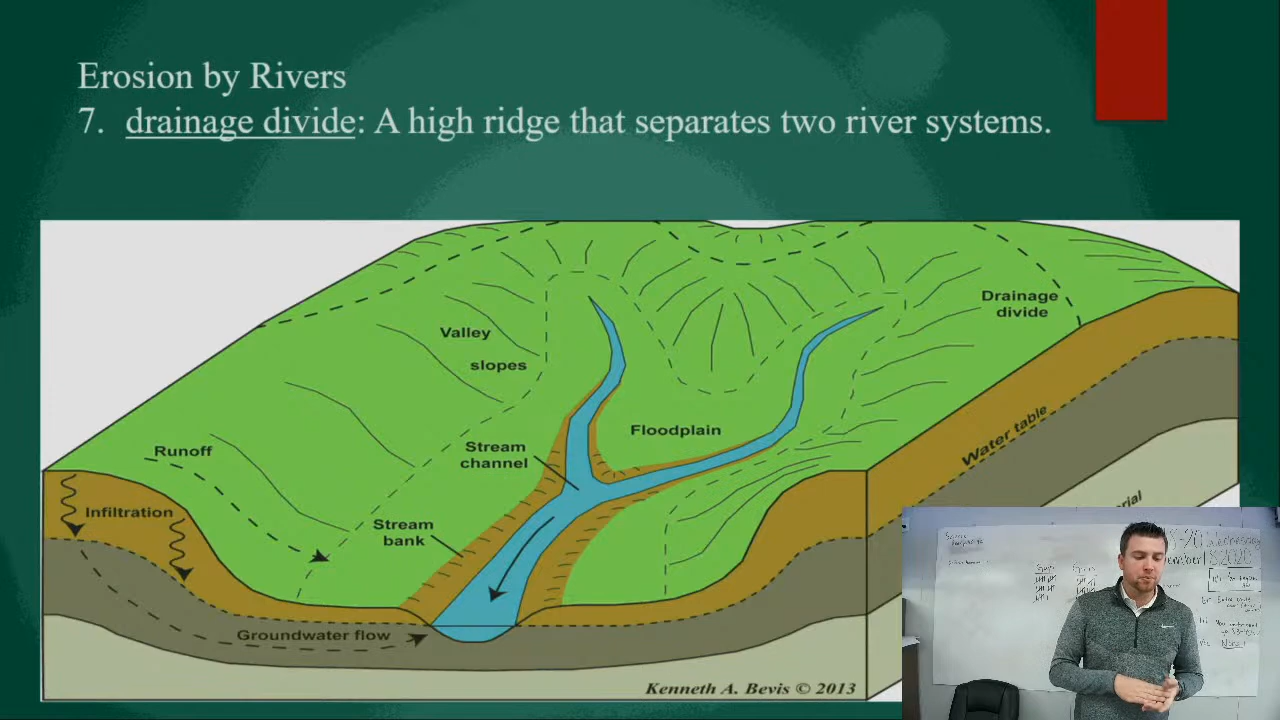 Erosion by Rivers
7. drainage divide: A high ridge that separates two river systems.
Drainage
divide
Valley
slopes
Floodplain
Runoff
Stream
channel
Water table
Infiltration
Stream
bank
Groundwater flow
Kenneth A. Bevis © 2013